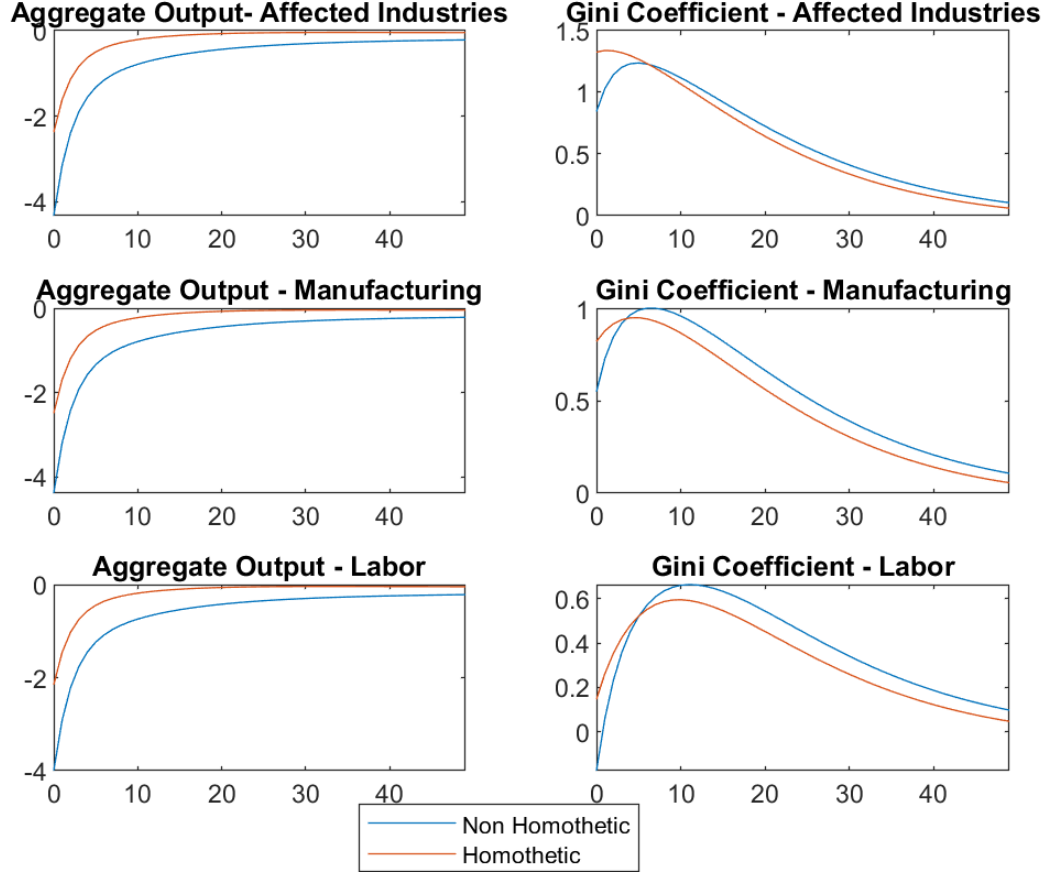 Aggregate Output- Affected Industries
0
-2
-4
0 10 20 30 40
Gini Coefficient - Affected Industries
1.5
1
0.5
0
0 10 20 30 40
Aggregate Output - Manufacturing
0
-2
-4
0 10 20 30 40
Gini Coefficient - Manufacturing
1
0.5
0
0 10 20 30 40
Aggregate Output - Labor
0
-2
-4
0 10 20 30 40
Gini Coefficient - Labor
0.6
0.4
0.2
0
0 10 20 30 40
Non Homothetic
Homothetic